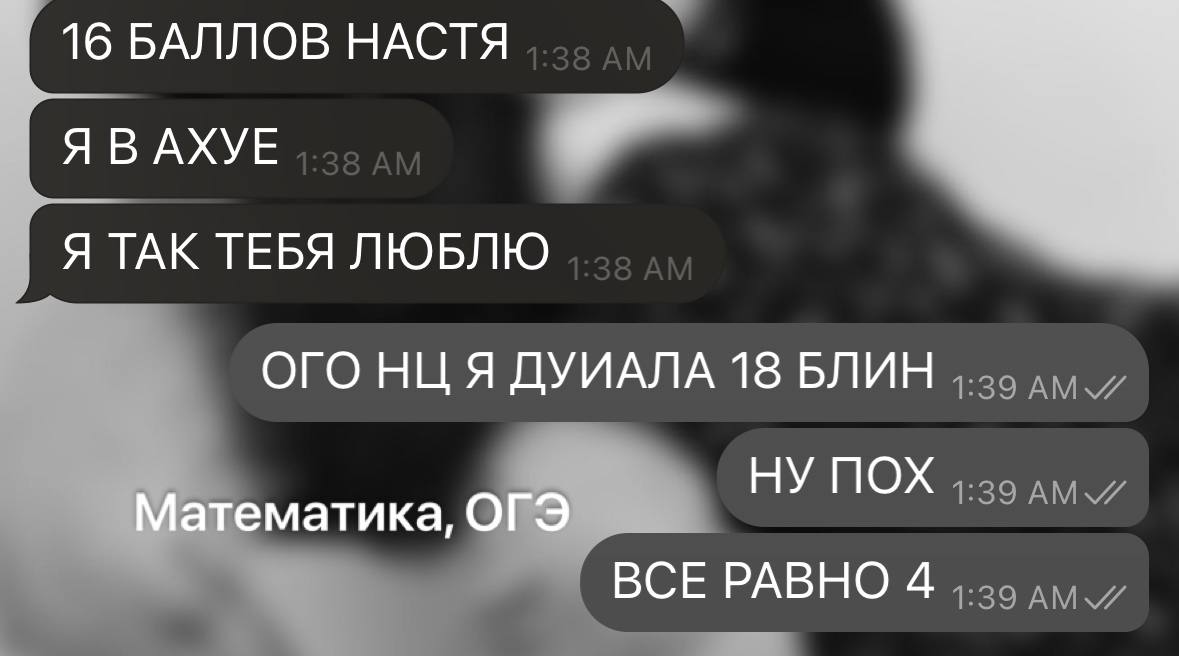 16 БАЛЛОВ НАСТЯ 1:38 AM
Я В АХУЕ 1:38 AM
Я ТАК ТЕБЯ ЛЮБЛЮ 1:38 AM
ОГО НЦ Я ДУИАЛА 18 БЛИН 1:39 AM
НУ ПОХ 1:39 AM
Математика, ОГЭ
ВСЕ РАВНО 4 1:39 AM